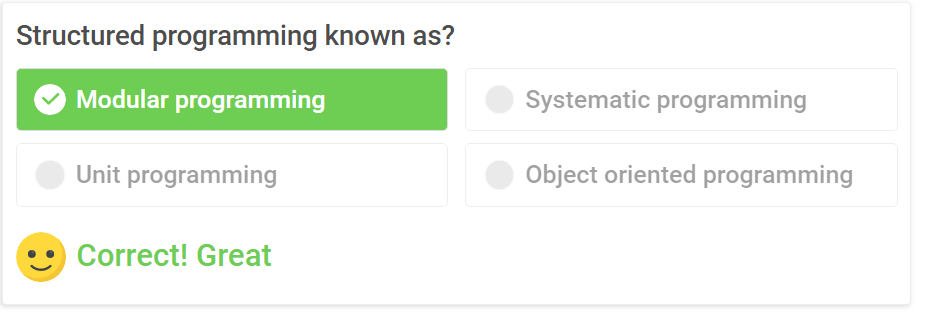 Structured programming known as?
Modular programming
Systematic programming
Unit programming
Object oriented programming
Correct! Great